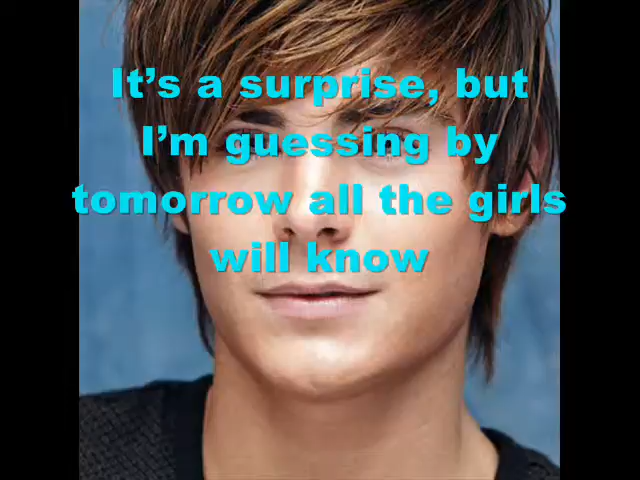 It’s a surprise, but
I’m guessing by
tomorrow all the girls
will know